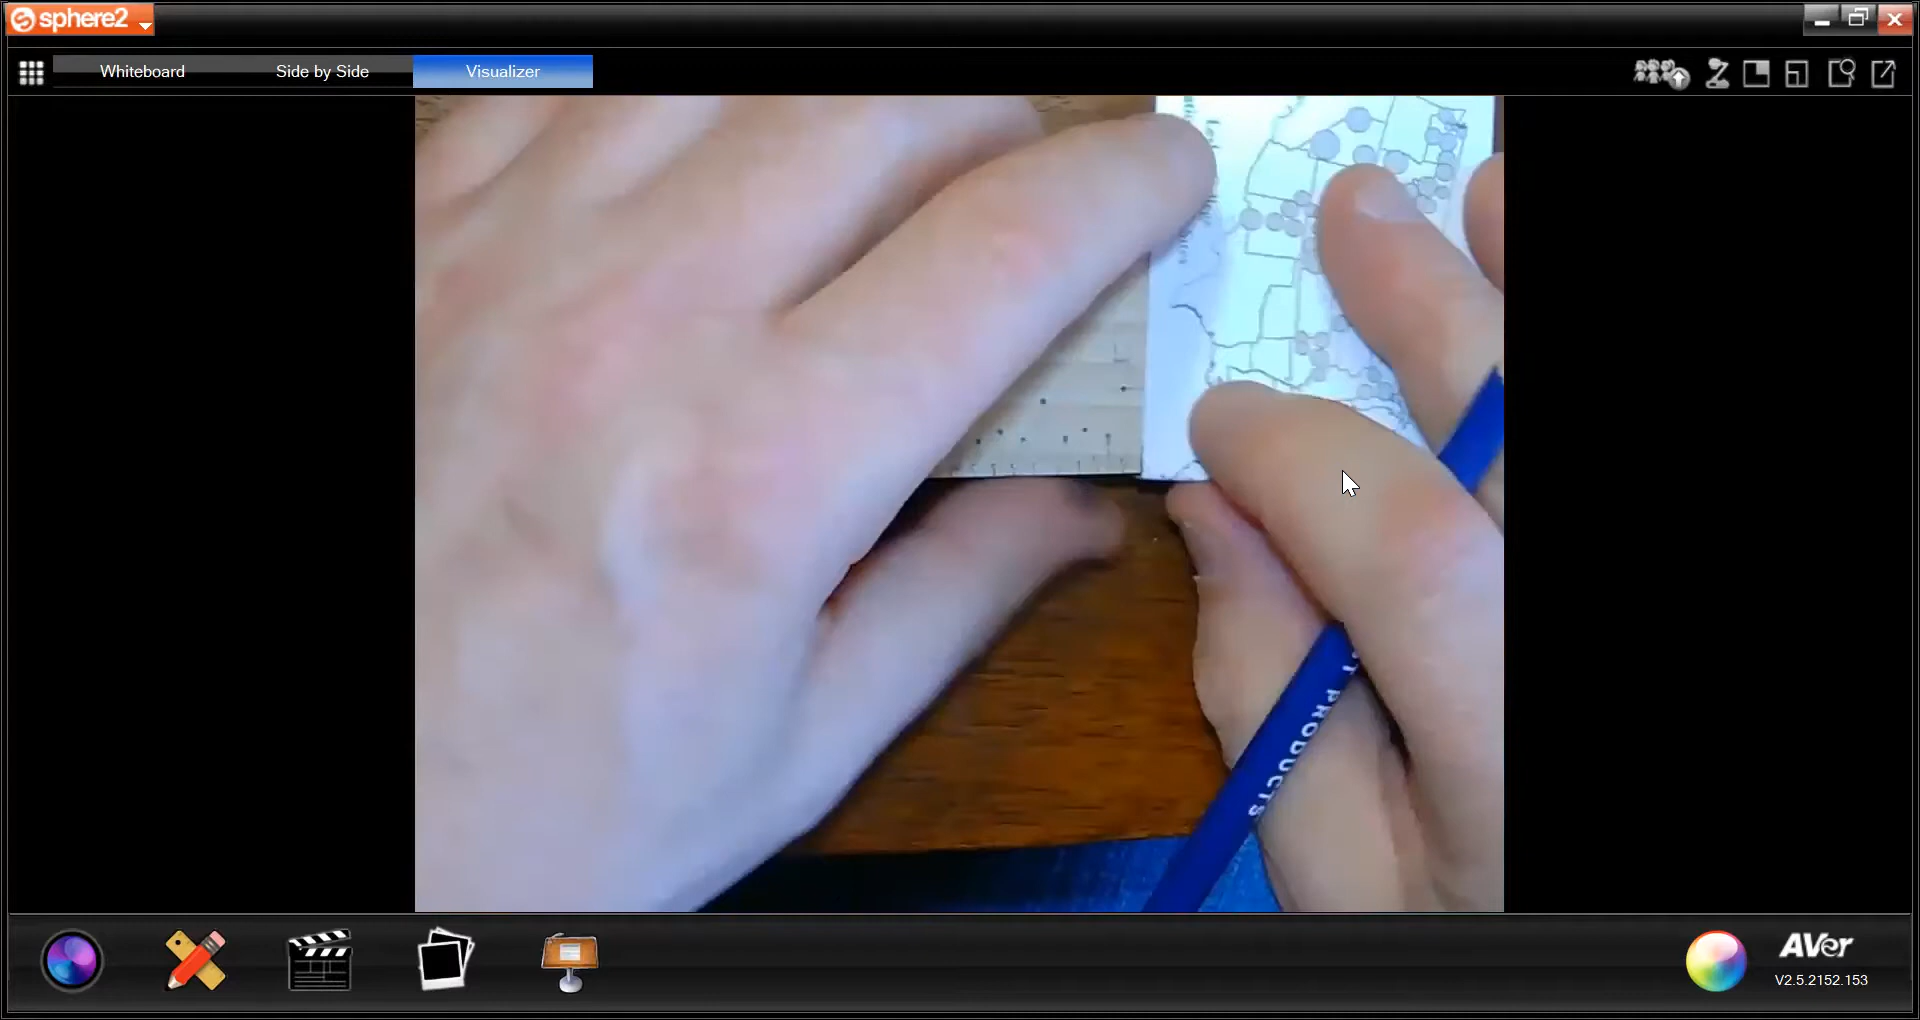 sphere2
Whiteboard
Side by Side
Visualizer
PRODUCTS
AVer
V2.5.2152.153